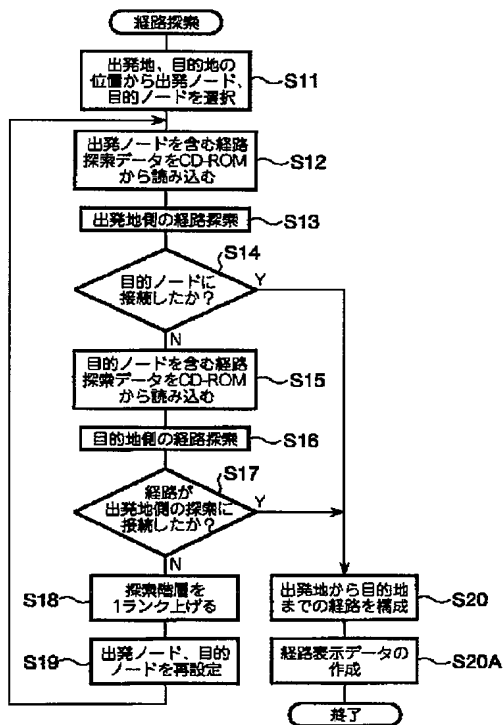 経路探索
出発地、目的地の
位置から出発ノード、
目的ノードを選択
S11
出発ノードを含む経路
探索データをCD-ROM
から読み込む
S12
出発地側の経路探索
S13
S14
目的ノードに
接続したか?
Y
N
目的ノードを含む経路
探索データをCD-ROM
から読み込む
S15
目的地側の経路探索
S16
S17
経路が
出発地側の探索に
接続したか?
Y
N
S18
探索階層を
1ランク上げる
S19
出発ノード、目的
ノードを再設定
出発地から目的地
までの経路を構成
S20
経路表示データの
作成
S20A
終了